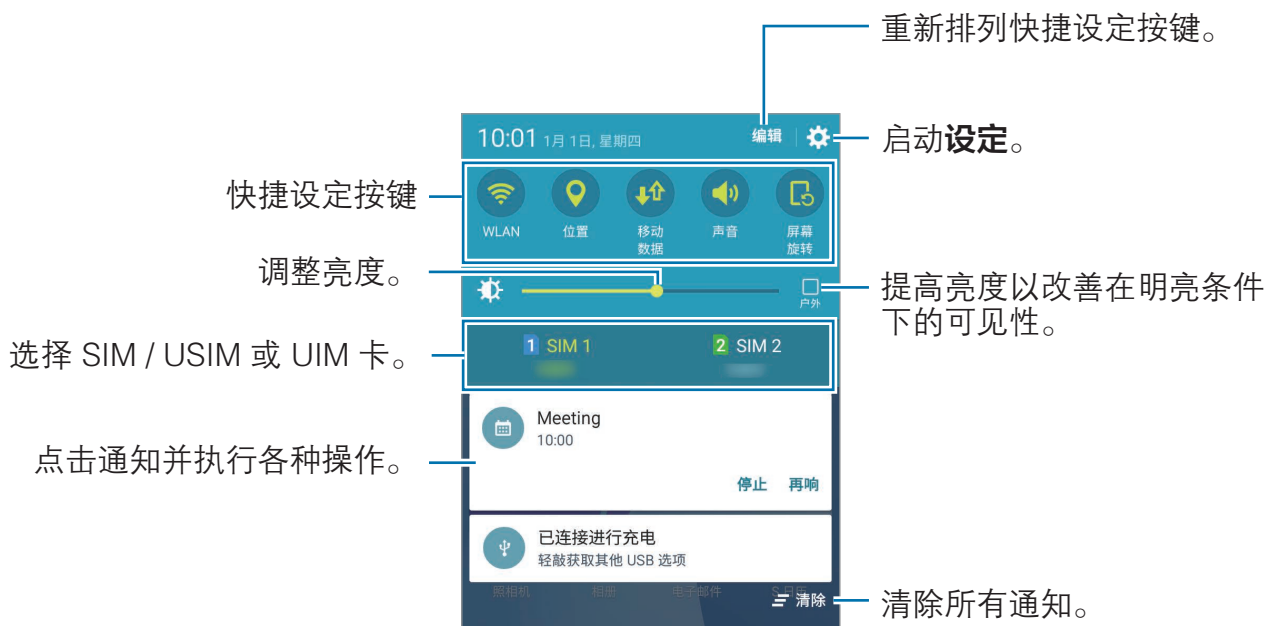 重新排列快捷设定按键。
10:01 1月 1日, 星期四
编辑
启动设定。
快捷设定按键
WLAN
位置
移动
数据
声音
屏幕
旋转
调整亮度。
户外
提高亮度以改善在明亮条件
下的可见性。
选择 SIM / USIM 或 UIM 卡。
1 SIM 1
2 SIM 2
Meeting
10:00
点击通知并执行各种操作。
停止 再响
已连接进行充电
轻敲获取其他 USB 选项
照相机 相册 电子邮件 S 日历
清除
清除所有通知。